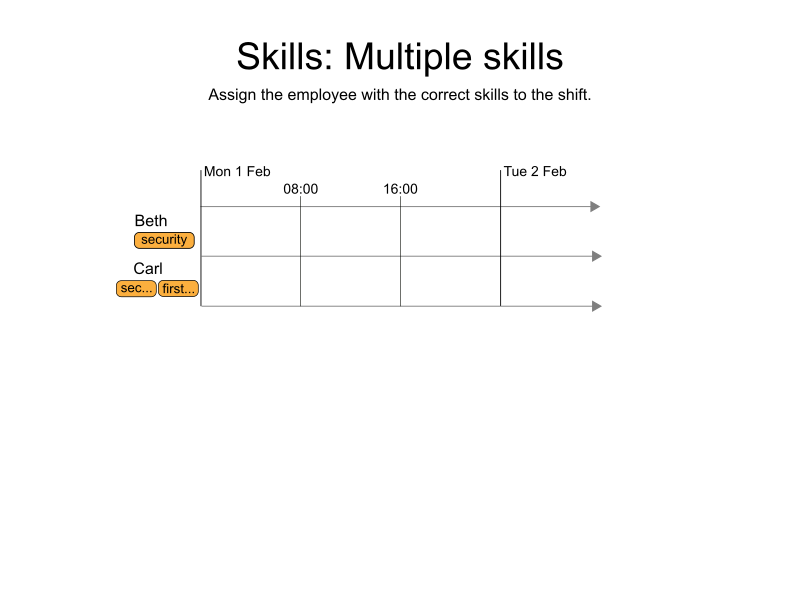 Skills: Multiple skills
Assign the employee with the correct skills to the shift.
Mon 1 Feb
Tue 2 Feb
08:00
16:00
Beth
security
Carl
sec... first...